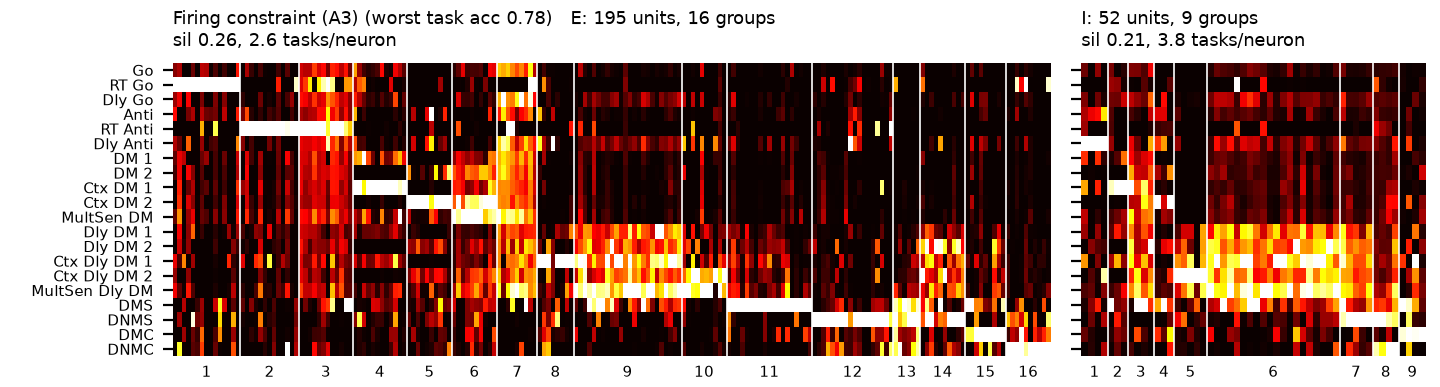 Firing constraint (A3) (worst task acc 0.78)   E: 195 units, 16 groups
sil 0.26, 2.6 tasks/neuron
I: 52 units, 9 groups
sil 0.21, 3.8 tasks/neuron
Go
RT Go
Dly Go
Anti
RT Anti
Dly Anti
DM 1
DM 2
Ctx DM 1
Ctx DM 2
MultSen DM
Dly DM 1
Dly DM 2
Ctx Dly DM 1
Ctx Dly DM 2
MultSen Dly DM
DMS
DNMS
DMC
DNMC
1 2 3 4 5 6 7 8 9 10 11 12 13 14 15 16
1 2 3 4 5 6 7 8 9